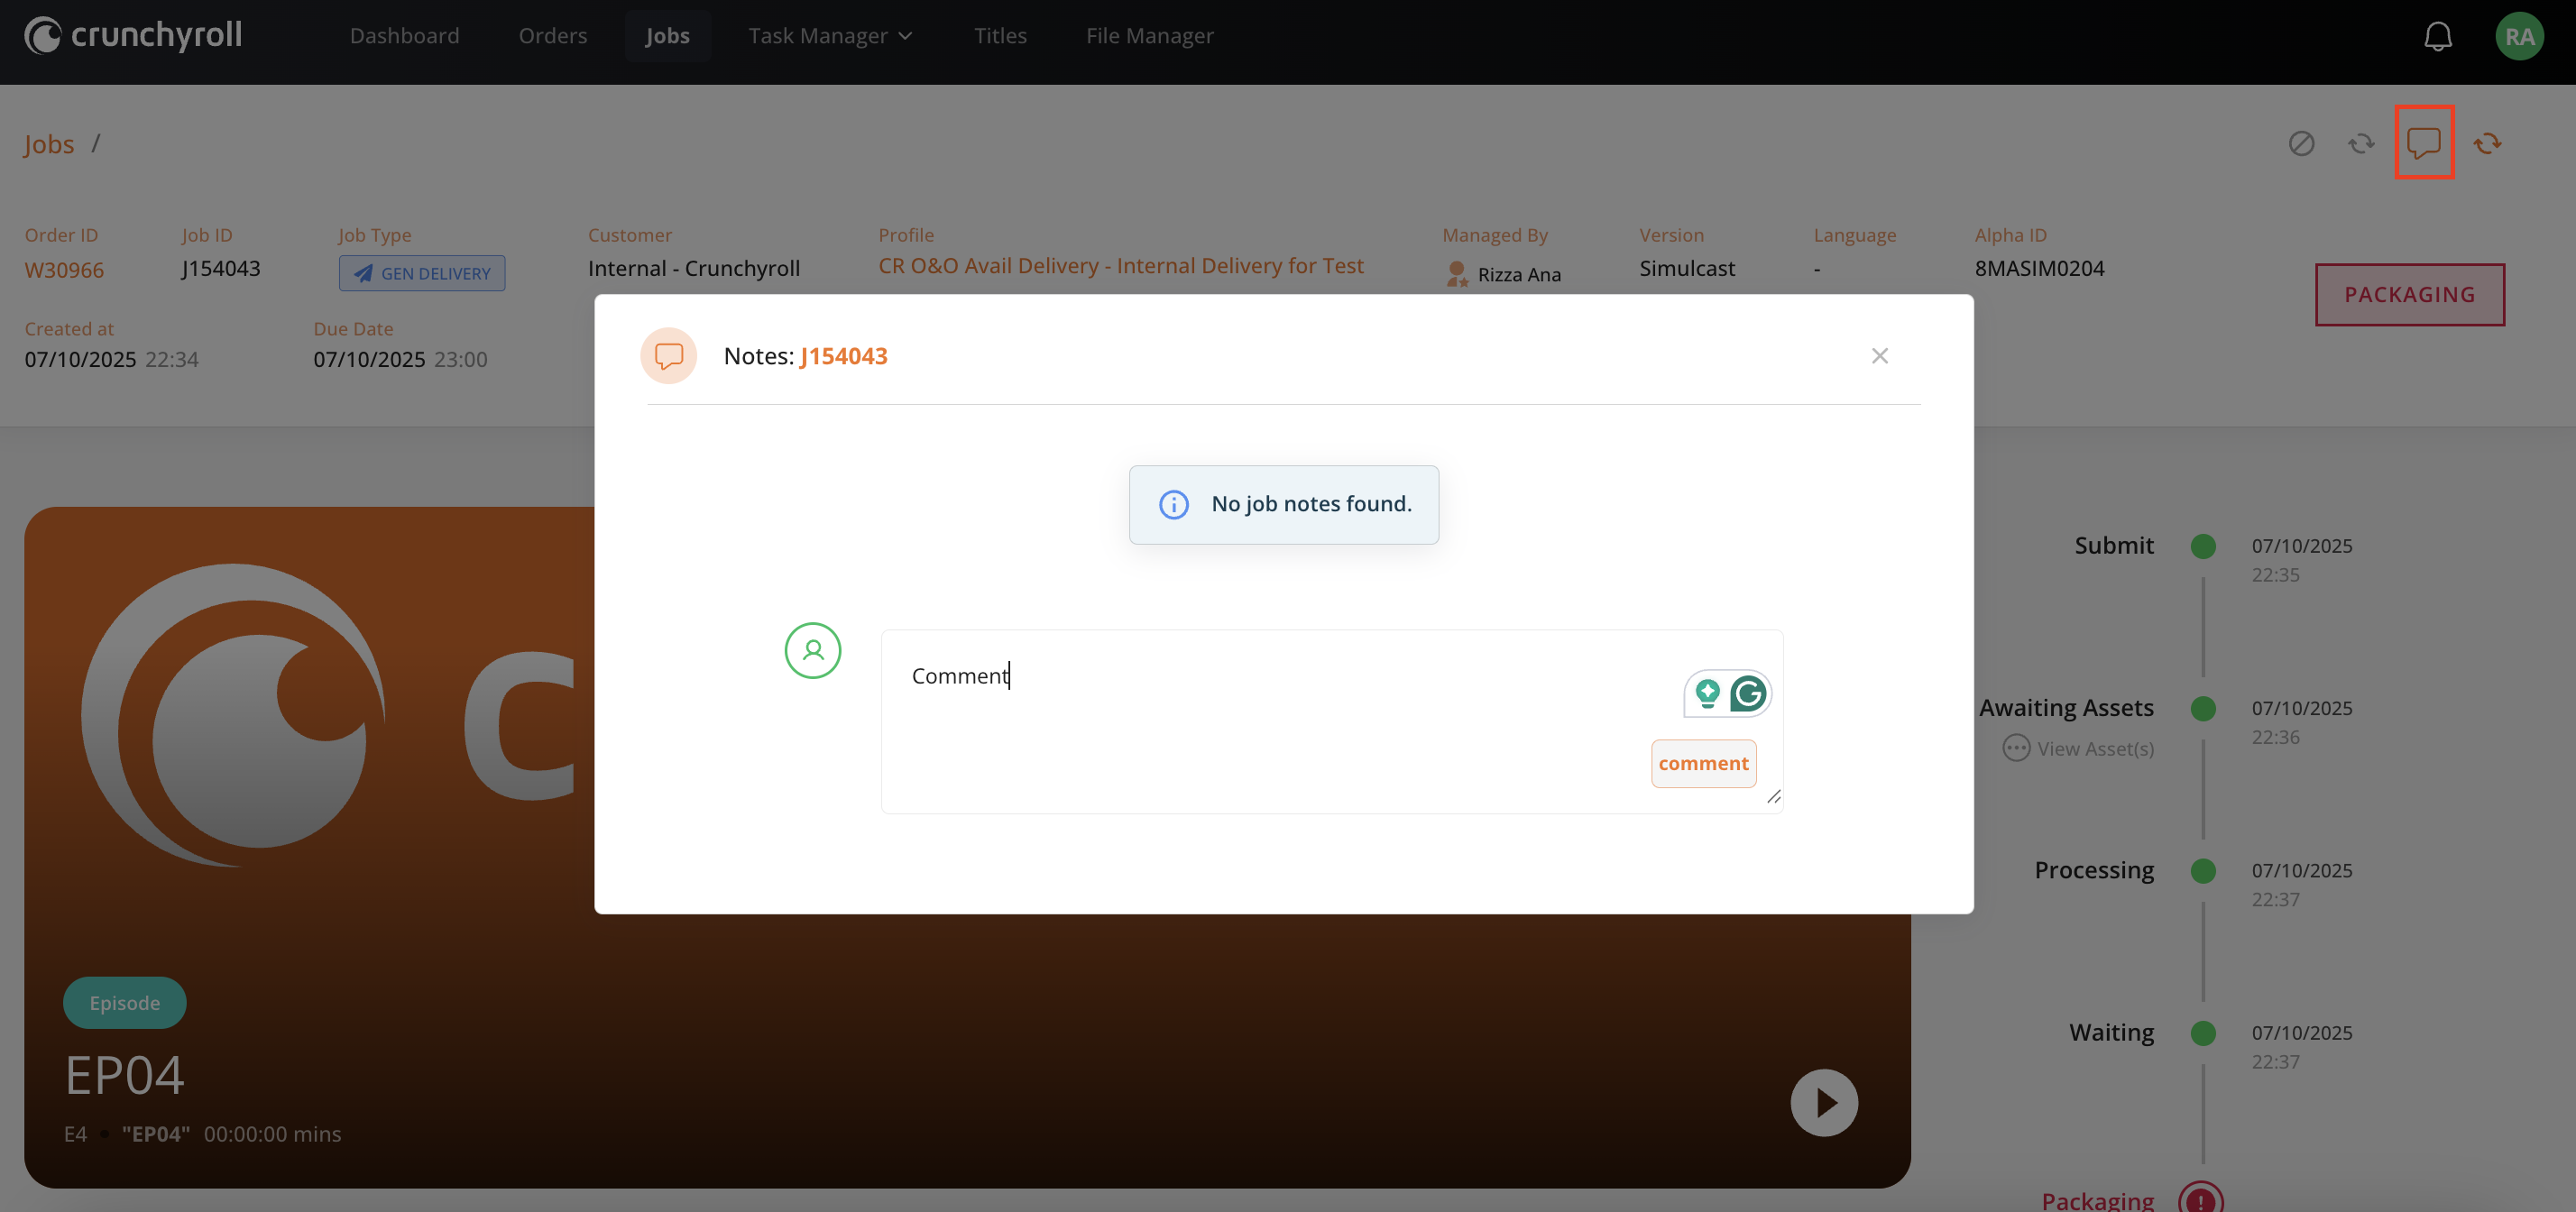 crunchyroll Dashboard Orders Jobs Task Manager Titles File Manager RA
Jobs /
Order ID Job ID Job Type Customer Profile Managed By Version Language Alpha ID
W30966 J154043 GEN DELIVERY Internal - Crunchyroll CR O&O Avail Delivery - Internal Delivery for Test Rizza Ana Simulcast - 8MASIM0204
PACKAGING
Created at Due Date
07/10/2025 22:34 07/10/2025 23:00
Notes: J154043
No job notes found.
Comment
comment
C
Episode
EP04
E4 • "EP04" 00:00:00 mins
Submit 07/10/2025
22:35
Awaiting Assets 07/10/2025
View Asset(s) 22:36
Processing 07/10/2025
22:37
Waiting 07/10/2025
22:37
Packaging